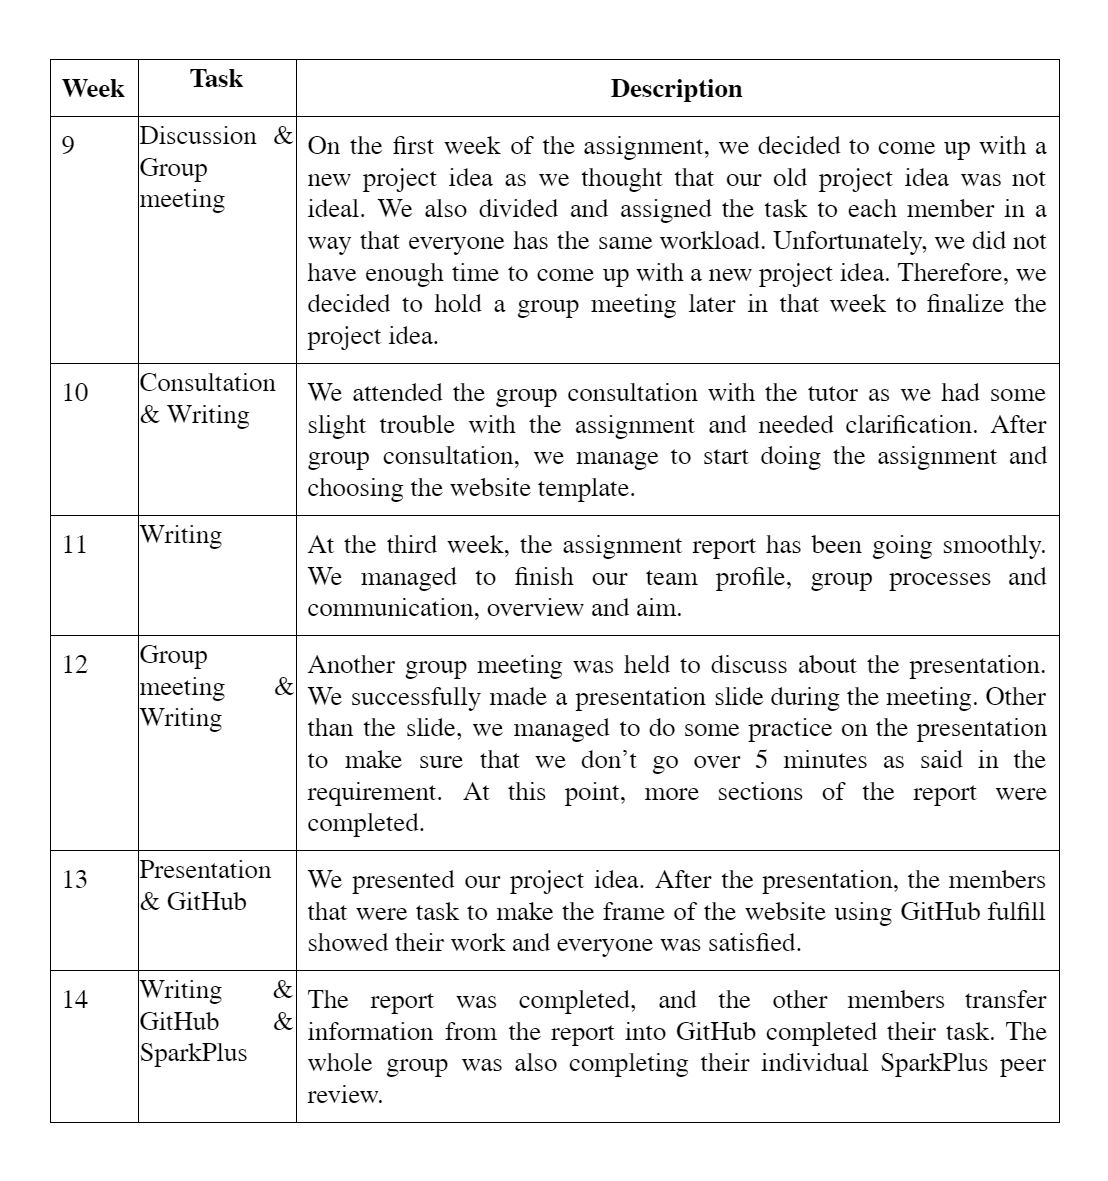 Week Task Description
9
Discussion &
Group
meeting
On the first week of the assignment, we decided to come up with a
new project idea as we thought that our old project idea was not
ideal. We also divided and assigned the task to each member in a
way that everyone has the same workload. Unfortunately, we did not
have enough time to come up with a new project idea. Therefore, we
decided to hold a group meeting later in that week to finalize the
project idea.
10
Consultation
& Writing
We attended the group consultation with the tutor as we had some
slight trouble with the assignment and needed clarification. After
group consultation, we manage to start doing the assignment and
choosing the website template.
11
Writing
At the third week, the assignment report has been going smoothly.
We managed to finish our team profile, group processes and
communication, overview and aim.
12
Group
meeting &
Writing
Another group meeting was held to discuss about the presentation.
We successfully made a presentation slide during the meeting. Other
than the slide, we managed to do some practice on the presentation
to make sure that we don’t go over 5 minutes as said in the
requirement. At this point, more sections of the report were
completed.
13
Presentation
& GitHub
We presented our project idea. After the presentation, the members
that were task to make the frame of the website using GitHub fulfill
showed their work and everyone was satisfied.
14
Writing &
GitHub &
SparkPlus
The report was completed, and the other members transfer
information from the report into GitHub completed their task. The
whole group was also completing their individual SparkPlus peer
review.